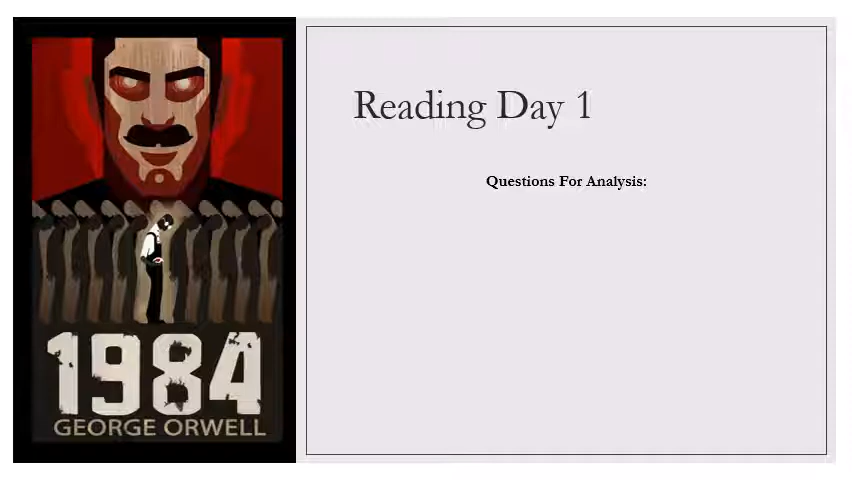 Reading Day 1
Questions For Analysis:
1984
GEORGE ORWELL